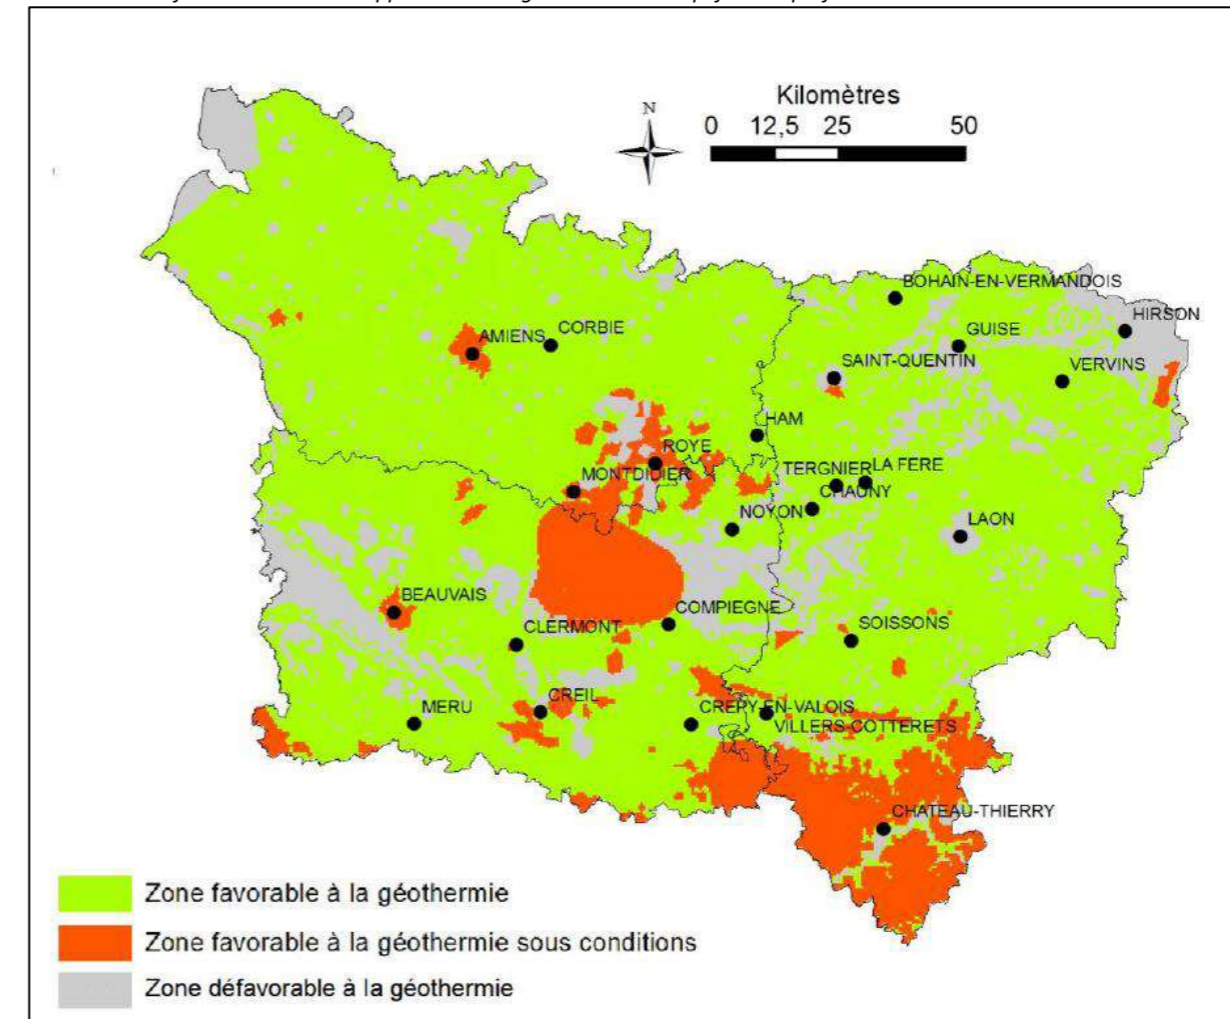 Kilomètres
N
0 12,5 25 50
BOHAIN-EN-VERMANDOIS
HIRSON
GUISE
AMIENS
CORBIE
SAINT-QUENTIN
VERVINS
HAM
ROYE
MONTDIDIER
TERGNIER
LA FERE
CHAUNY
NOYON
LAON
BEAUVAIS
COMPIEGNE
CLERMONT
SOISSONS
MERU
CREIL
CREPY-EN-VALOIS
VILLERS-COTTERETS
CHATEAU-THIERRY
Zone favorable à la géothermie
Zone favorable à la géothermie sous conditions
Zone défavorable à la géothermie